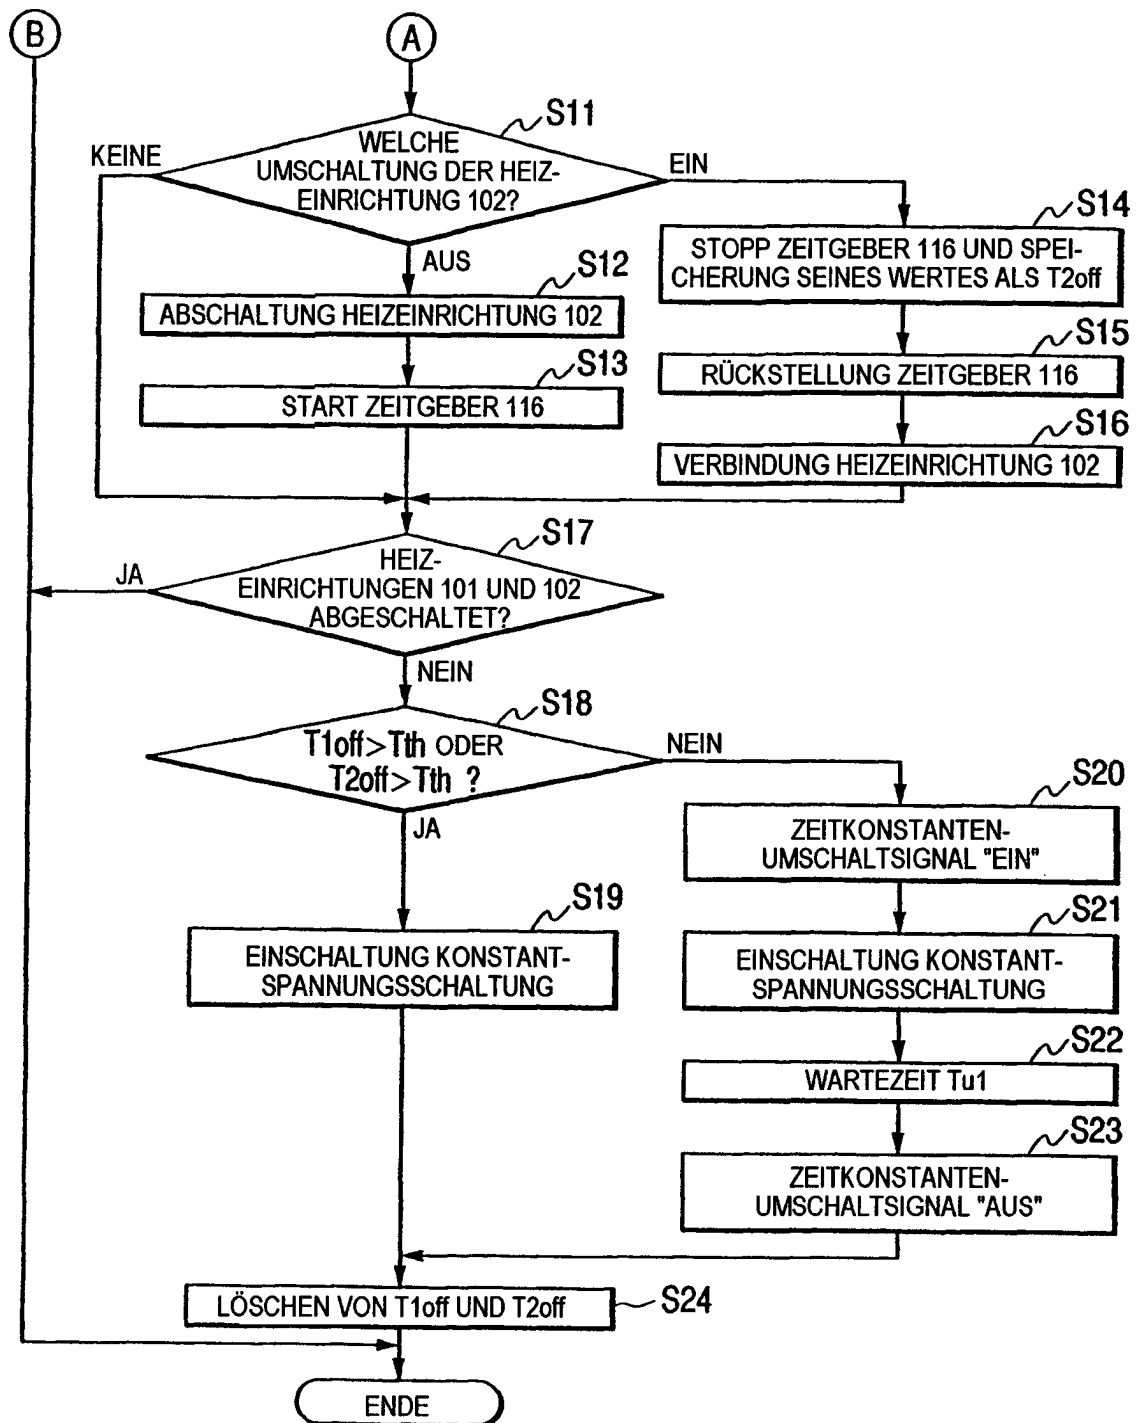 B
A
S11
WELCHE
UMSCHALTUNG DER HEIZ-
EINRICHTUNG 102?
KEINE
EIN
AUS
S12
ABSCHALTUNG HEIZEINRICHTUNG 102
S13
START ZEITGEBER 116
S14
STOPP ZEITGEBER 116 UND SPEI-
CHERUNG SEINES WERTES ALS T2off
S15
RÜCKSTELLUNG ZEITGEBER 116
S16
VERBINDUNG HEIZEINRICHTUNG 102
S17
HEIZ-
EINRICHTUNGEN 101 UND 102
ABGESCHALTET?
JA
NEIN
S18
T1off>Tth ODER
T2off>Tth ?
NEIN
JA
S19
EINSCHALTUNG KONSTANT-
SPANNUNGSSCHALTUNG
S20
ZEITKONSTANTEN-
UMSCHALTSIGNAL "EIN"
S21
EINSCHALTUNG KONSTANT-
SPANNUNGSSCHALTUNG
S22
WARTEZEIT Tu1
S23
ZEITKONSTANTEN-
UMSCHALTSIGNAL "AUS"
LÖSCHEN VON T1off UND T2off
S24
ENDE